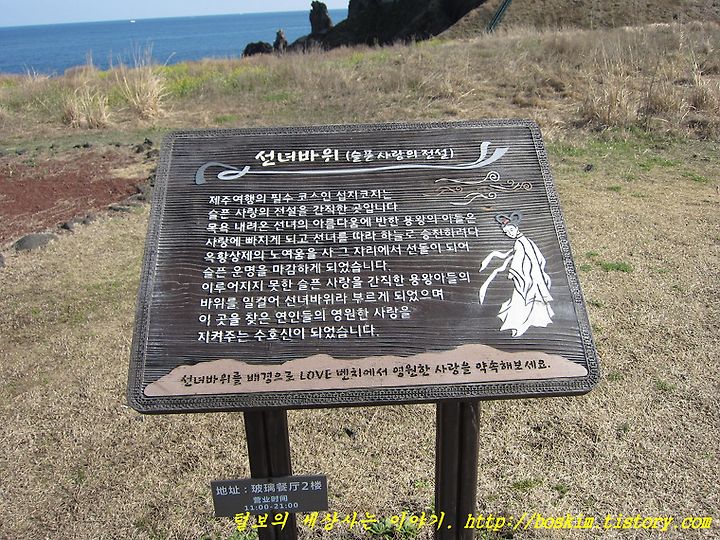 선녀바위 (슬픈 사랑의 전설)
제주여행의 필수 코스인 섭지코지는
슬픈 사랑의 전설을 간직한 곳입니다
목욕 내려온 선녀의 아름다움에 반한 용왕의 아들은
사랑에 빠지게 되고 선녀를 따라 하늘로 승천하려다
옥황상제의 노여움을 사 그 자리에서 선돌이 되어
슬픈 운명을 마감하게 되었습니다.
이루어지지 못한 슬픈 사랑을 간직한 용왕아들의
바위를 일컬어 선녀바위라 부르게 되었으며
이 곳을 찾은 연인들의 영원한 사랑을
지켜주는 수호신이 되었습니다.
선녀바위를 배경으로 LOVE 벤치에서 영원한 사랑을 약속해보세요.
地址 : 玻璃餐厅2楼
营业时间
11:00-21:00
털보의 세상사는 이야기. http://boskim.tistory.com/